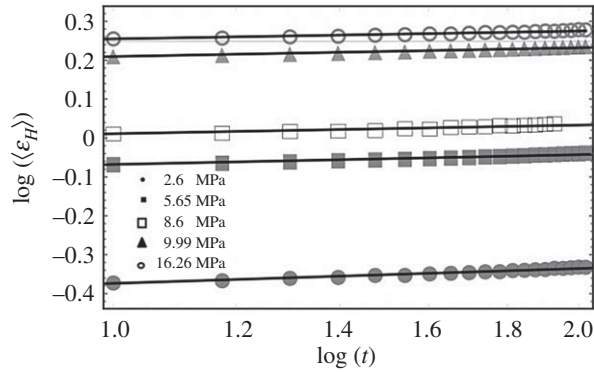 0.3
0.2
0.1
0
–0.1
–0.2
–0.3
–0.4
log (⟨ε_H⟩)
2.6 MPa
5.65 MPa
8.6 MPa
9.99 MPa
16.26 MPa
1.0 1.2 1.4 1.6 1.8 2.0
log (t)